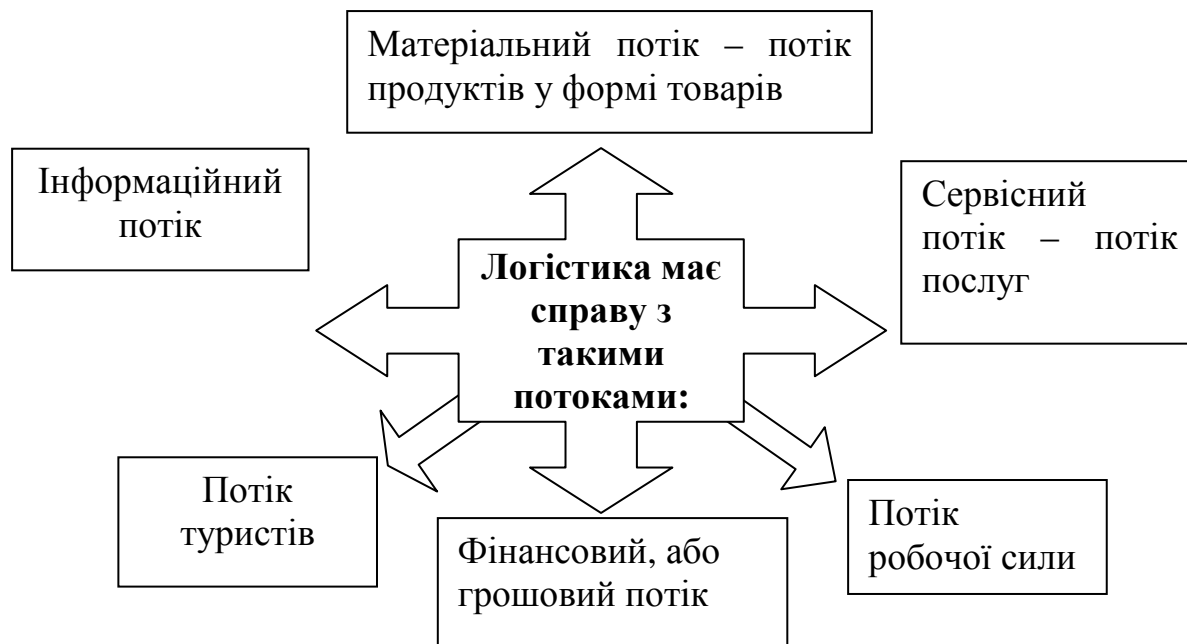 Матеріальний потік – потік
продуктів у формі товарів
Інформаційний
потік
Сервісний
потік – потік
послуг
Логістика має
справу з
такими
потоками:
Потік
туристів
Фінансовий, або
грошовий потік
Потік
робочої сили